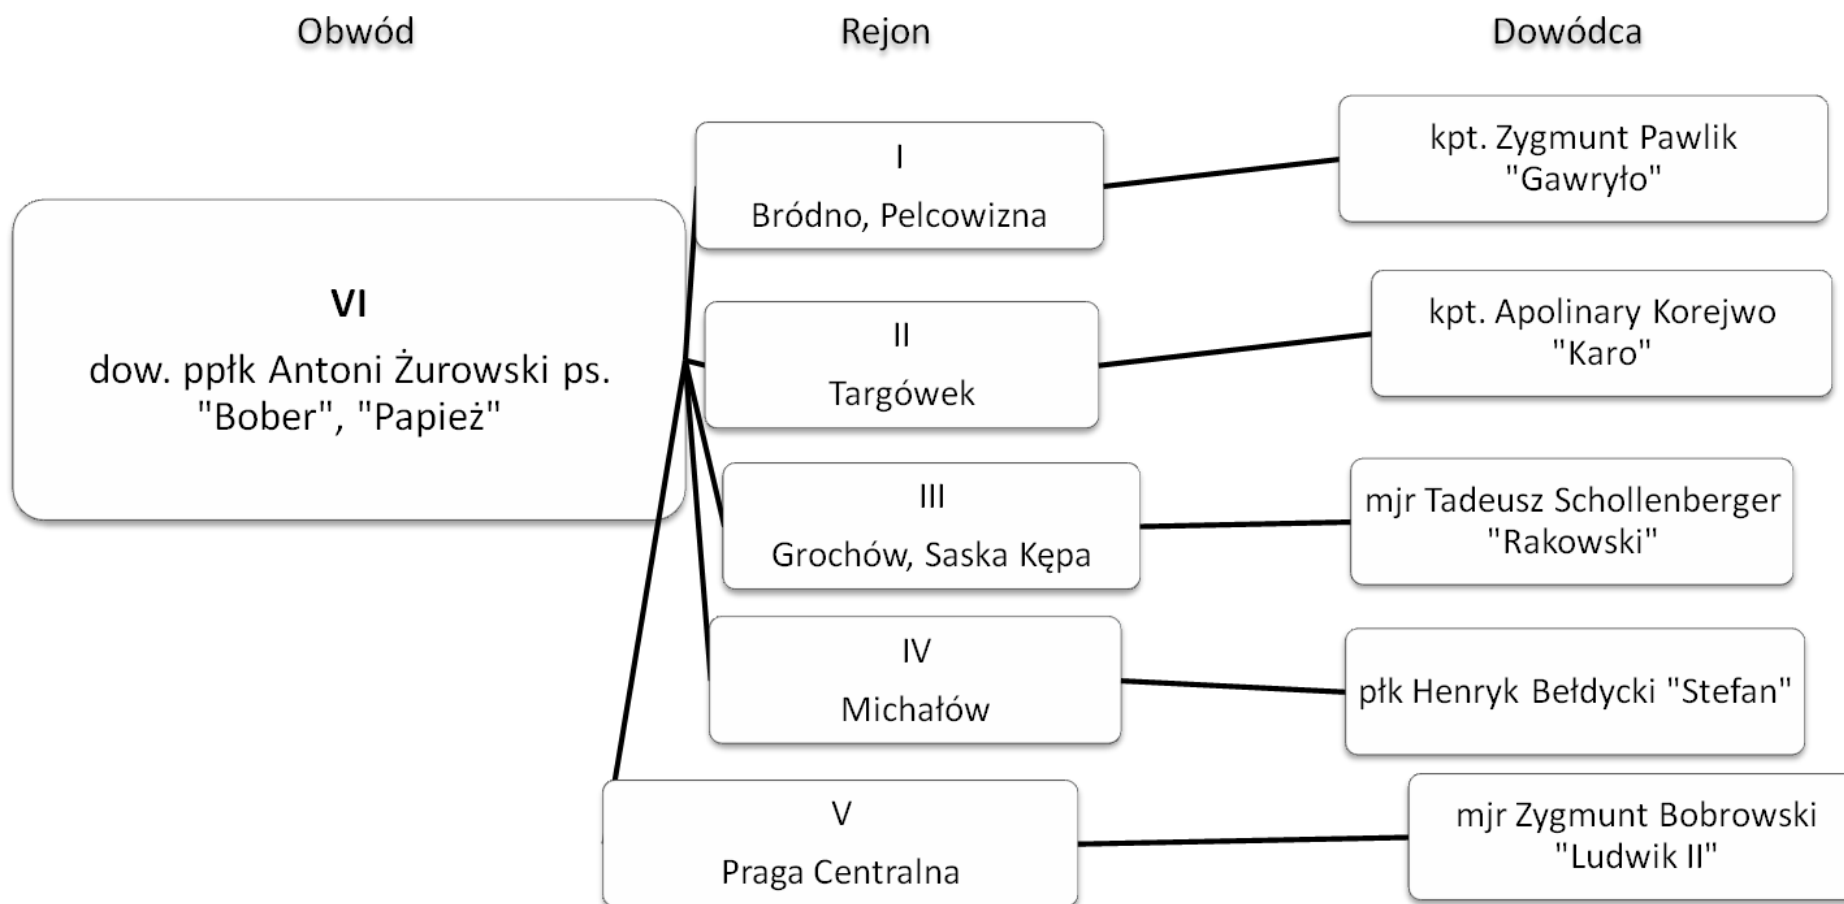 Obwód
Rejon
Dowódca
VI
dow. ppłk Antoni Żurowski ps.
"Bober", "Papież"
I
Bródno, Pelcowizna
kpt. Zygmunt Pawlik
"Gawryło"
II
Targówek
kpt. Apolinary Korejwo
"Karo"
III
Grochów, Saska Kępa
mjr Tadeusz Schollenberger
"Rakowski"
IV
Michałów
płk Henryk Bełdycki "Stefan"
V
Praga Centralna
mjr Zygmunt Bobrowski
"Ludwik II"